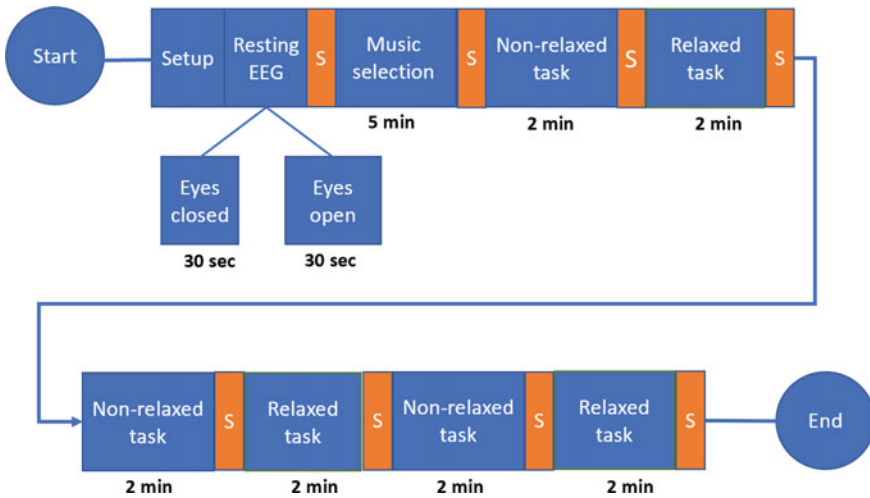 Start
Setup
Resting
EEG
S
Music
selection
S
Non-relaxed
task
S
Relaxed
task
S
5 min
2 min
2 min
Eyes
closed
Eyes
open
30 sec
30 sec
Non-relaxed
task
S
Relaxed
task
S
Non-relaxed
task
S
Relaxed
task
S
End
2 min
2 min
2 min
2 min